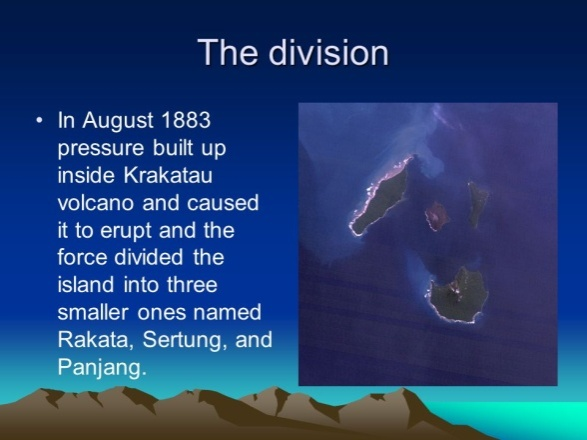 The division
• In August 1883
pressure built up
inside Krakatau
volcano and caused
it to erupt and the
force divided the
island into three
smaller ones named
Rakata, Sertung, and
Panjang.